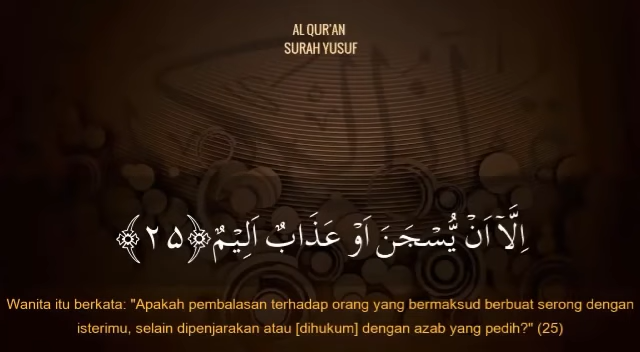 AL QUR'AN
SURAH YUSUF
اِلَّآ اَنْ يُّسْجَنَ اَوْ عَذَابٌ اَلِيْمٌ ﴿٢٥﴾
Wanita itu berkata: "Apakah pembalasan terhadap orang yang bermaksud berbuat serong dengan
isterimu, selain dipenjarakan atau [dihukum] dengan azab yang pedih?" (25)